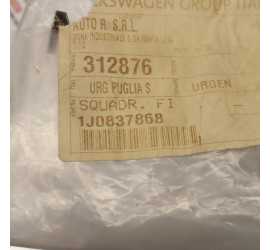 KSWAGEN GROUP ITA
AUTO R. S.R.L.
312876
URG PUGLIA S URGEN
SQUADR. FI
1J0837868